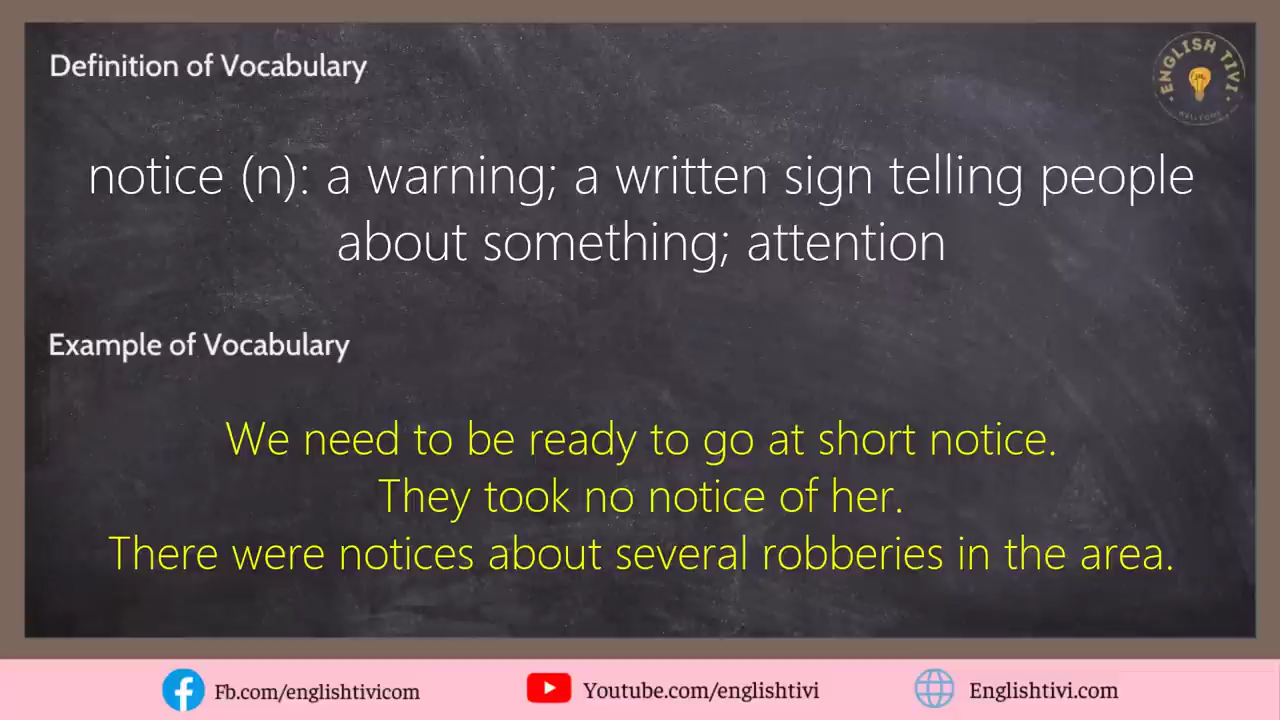 Definition of Vocabulary
ENGLISH TIVI
WELCOME
notice (n): a warning; a written sign telling people
about something; attention
Example of Vocabulary
We need to be ready to go at short notice.
They took no notice of her.
There were notices about several robberies in the area.
Fb.com/englishtivicom
Youtube.com/englishtivi
Englishtivi.com